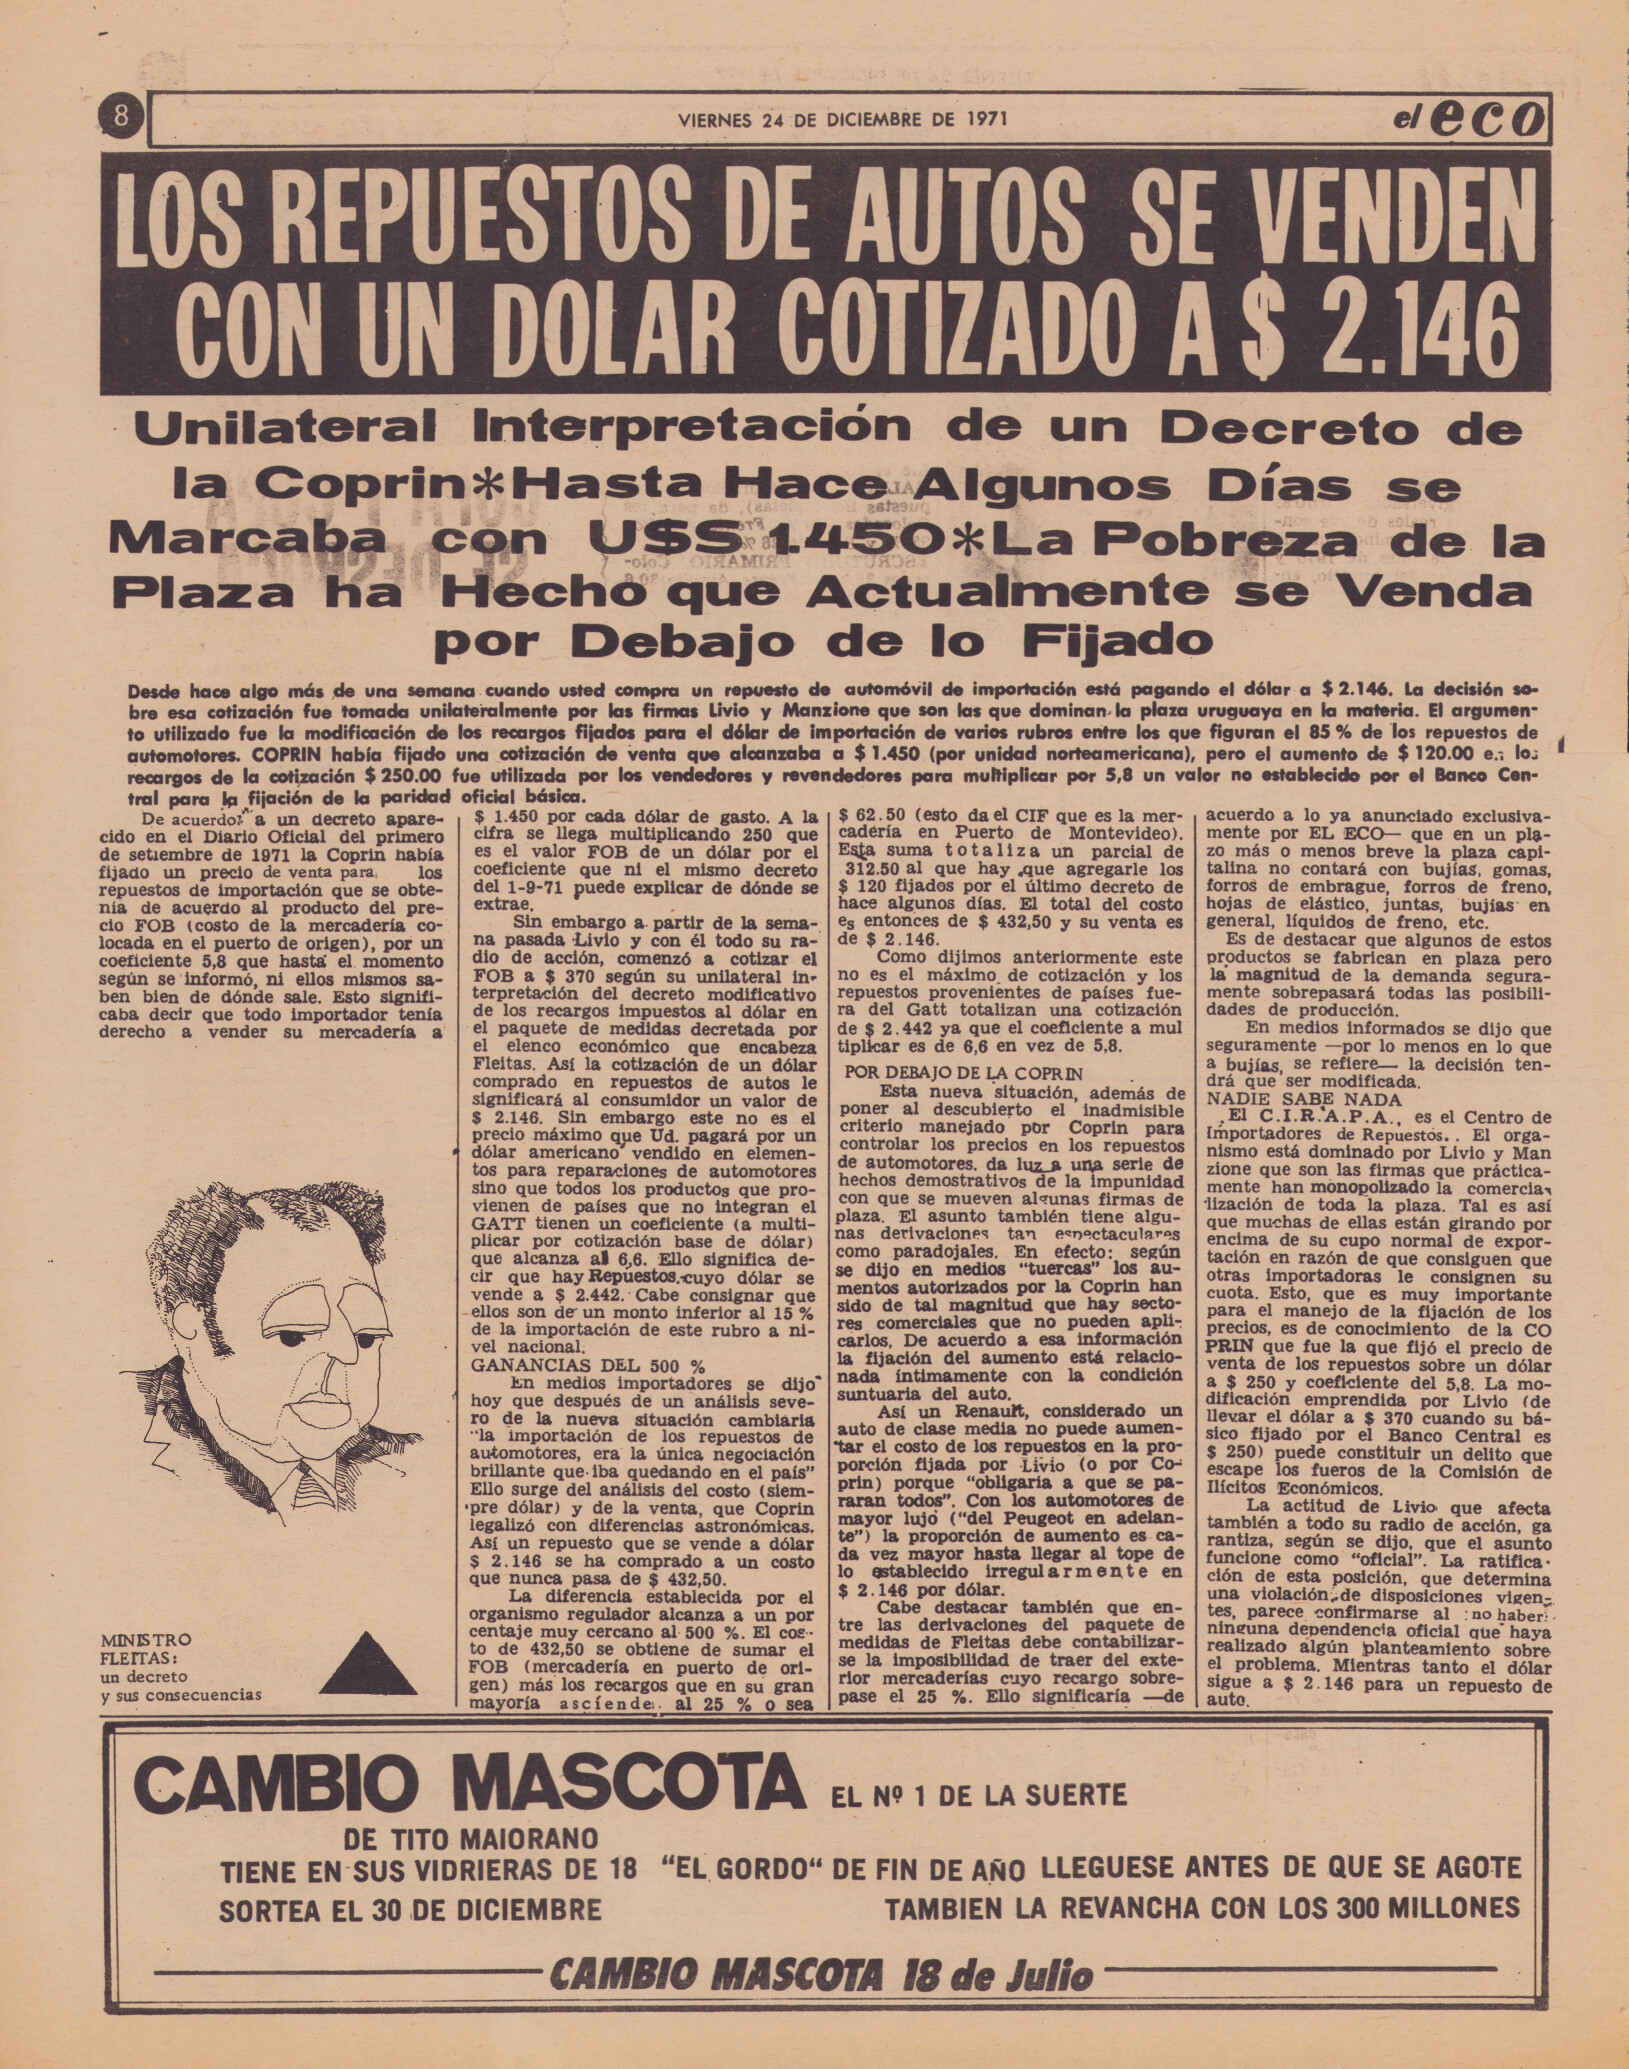 8
VIERNES 24 DE DICIEMBRE DE 1971
el eco
LOS REPUESTOS DE AUTOS SE VENDEN
CON UN DOLAR COTIZADO A $ 2.146
Unilateral Interpretación de un Decreto de
la Coprin*Hasta Hace Algunos Días se
Marcaba con U$S 1.450*La Pobreza de la
Plaza ha Hecho que Actualmente se Venda
por Debajo de lo Fijado
Desde hace algo más de una semana cuando usted compra un repuesto de automóvil de importación está pagando el dólar a $ 2.146. La decisión so-
bre esa cotización fue tomada unilateralmente por las firmas Livio y Manzione que son las que dominan la plaza uruguaya en la materia. El argumen-
to utilizado fue la modificación de los recargos fijados para el dólar de importación de varios rubros entre los que figuran el 85 % de los repuestos de
automotores. COPRIN había fijado una cotización de venta que alcanzaba a $ 1.450 (por unidad norteamericana), pero el aumento de $ 120.00 en los
recargos de la cotización $ 250.00 fue utilizada por los vendedores y revendedores para multiplicar por 5,8 un valor no establecido por el Banco Cen-
tral para la fijación de la paridad oficial básica.
De acuerdo a un decreto apare-
cido en el Diario Oficial del primero
de setiembre de 1971 la Coprin había
fijado un precio de venta para los
repuestos de importación que se obte-
nía de acuerdo al producto del pre-
cio FOB (costo de la mercadería co-
locada en el puerto de origen), por un
coeficiente 5,8 que hasta el momento
según se informó, ni ellos mismos sa-
ben bien de dónde sale. Esto signifi-
caba decir que todo importador tenía
derecho a vender su mercadería a
MINISTRO
FLEITAS:
un decreto
y sus consecuencias
$ 1.450 por cada dólar de gasto. A la
cifra se llega multiplicando 250 que
es el valor FOB de un dólar por el
coeficiente que ni el mismo decreto
del 1-9-71 puede explicar de dónde se
extrae.
Sin embargo a partir de la sema-
na pasada Livio y con él todo su ra-
dio de acción, comenzó a cotizar el
FOB a $ 370 según su unilateral in-
terpretación del decreto modificativo
de los recargos impuestos al dólar en
el paquete de medidas decretada por
el elenco económico que encabeza
Fleitas. Así la cotización de un dólar
comprado en repuestos de autos le
significará al consumidor un valor de
$ 2.146. Sin embargo este no es el
precio máximo que Ud. pagará por un
dólar americano vendido en elemen-
tos para reparaciones de automotores
sino que todos los productos que pro-
vienen de países que no integran el
GATT tienen un coeficiente (a multi-
plicar por cotización base de dólar)
que alcanza al 6,6. Ello significa de-
cir que hay Repuestos cuyo dólar se
vende a $ 2.442. Cabe consignar que
ellos son de un monto inferior al 15 %
de la importación de este rubro a ni-
vel nacional.
GANANCIAS DEL 500 %
En medios importadores se dijo
hoy que después de un análisis seve-
ro de la nueva situación cambiaria
"la importación de los repuestos de
automotores, era la única negociación
brillante que iba quedando en el país"
Ello surge del análisis del costo (siem-
pre dólar) y de la venta, que Coprin
legalizó con diferencias astronómicas.
Así un repuesto que se vende a dólar
$ 2.146 se ha comprado a un costo
que nunca pasa de $ 432,50.
La diferencia establecida por el
organismo regulador alcanza a un por
centaje muy cercano al 500 %. El cos-
to de 432,50 se obtiene de sumar el
FOB (mercadería en puerto de ori-
gen) más los recargos que en su gran
mayoría asciende al 25 % o sea
$ 62.50 (esto da el CIF que es la mer-
cadería en Puerto de Montevideo).
Esta suma totaliza un parcial de
312.50 al que hay que agregarle los
$ 120 fijados por el último decreto de
hace algunos días. El total del costo
es entonces de $ 432,50 y su venta es
de $ 2.146.
Como dijimos anteriormente este
no es el máximo de cotización y los
repuestos provenientes de países fue-
ra del Gatt totalizan una cotización
de $ 2.442 ya que el coeficiente a mul
tiplicar es de 6,6 en vez de 5,8.
POR DEBAJO DE LA COPRIN
Esta nueva situación, además de
poner al descubierto el inadmisible
criterio manejado por Coprin para
controlar los precios en los repuestos
de automotores, da luz a una serie de
hechos demostrativos de la impunidad
con que se mueven algunas firmas de
plaza. El asunto también tiene algu-
nas derivaciones tan espectaculares
como paradojales. En efecto: según
se dijo en medios "tuercas" los au-
mentos autorizados por la Coprin han
sido de tal magnitud que hay secto-
res comerciales que no pueden apli-
carlos. De acuerdo a esa información
la fijación del aumento está relacio-
nada íntimamente con la condición
suntuaria del auto.
Así un Renault, considerado un
auto de clase media no puede aumen-
tar el costo de los repuestos en la pro-
porción fijada por Livio (o por Co-
prin) porque "obligaría a que se pa-
raran todos". Con los automotores de
mayor lujo ("del Peugeot en adelan-
te") la proporción de aumento es ca-
da vez mayor hasta llegar al tope de
lo establecido irregularmente en
$ 2.146 por dólar.
Cabe destacar también que en-
tre las derivaciones del paquete de
medidas de Fleitas debe contabilizar-
se la imposibilidad de traer del exte-
rior mercaderías cuyo recargo sobre-
pase el 25 %. Ello significaría —de
acuerdo a lo ya anunciado exclusiva-
mente por EL ECO— que en un pla-
zo más o menos breve la plaza capi-
talina no contará con bujías, gomas,
forros de embrague, forros de freno,
hojas de elástico, juntas, bujías en
general, líquidos de freno, etc.
Es de destacar que algunos de estos
productos se fabrican en plaza pero
la magnitud de la demanda segura-
mente sobrepasará todas las posibili-
dades de producción.
En medios informados se dijo que
seguramente —por lo menos en lo que
a bujías, se refiere— la decisión ten-
drá que ser modificada.
NADIE SABE NADA
El C.I.R.A.P.A., es el Centro de
Importadores de Repuestos. . El orga-
nismo está dominado por Livio y Man
zione que son las firmas que práctica-
mente han monopolizado la comercia
lización de toda la plaza. Tal es así
que muchas de ellas están girando por
encima de su cupo normal de expor-
tación en razón de que consiguen que
otras importadoras le consignen su
cuota. Esto, que es muy importante
para el manejo de la fijación de los
precios, es de conocimiento de la CO
PRIN que fue la que fijó el precio de
venta de los repuestos sobre un dólar
a $ 250 y coeficiente del 5,8. La mo-
dificación emprendida por Livio (de
llevar el dólar a $ 370 cuando su bá-
sico fijado por el Banco Central es
$ 250) puede constituir un delito que
escape los fueros de la Comisión de
Ilícitos Económicos.
La actitud de Livio que afecta
también a todo su radio de acción, ga
rantiza, según se dijo, que el asunto
funcione como "oficial". La ratifica-
ción de esta posición, que determina
una violación de disposiciones vigen-
tes, parece confirmarse al no haber
ninguna dependencia oficial que haya
realizado algún planteamiento sobre
el problema. Mientras tanto el dólar
sigue a $ 2.146 para un repuesto de
auto.
CAMBIO MASCOTA EL Nº 1 DE LA SUERTE
DE TITO MAIORANO
TIENE EN SUS VIDRIERAS DE 18 "EL GORDO" DE FIN DE AÑO LLEGUESE ANTES DE QUE SE AGOTE
SORTEA EL 30 DE DICIEMBRE TAMBIEN LA REVANCHA CON LOS 300 MILLONES
CAMBIO MASCOTA 18 de Julio